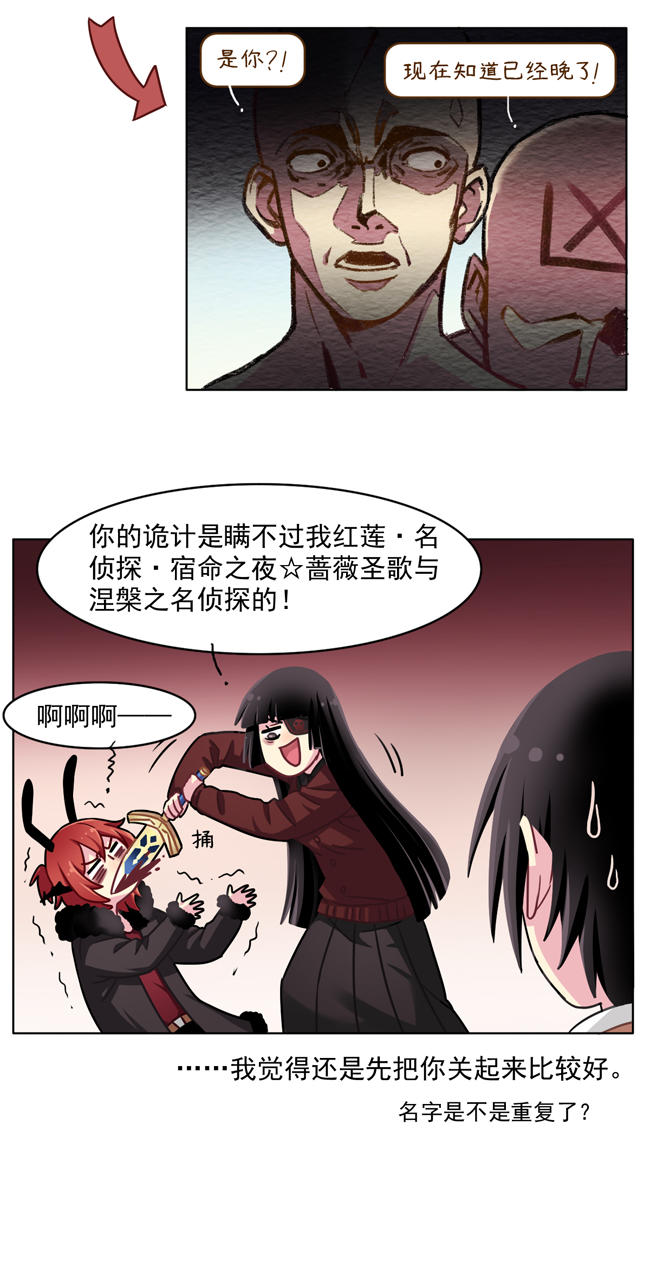 是你?!
现在知道已经晚了!
你的诡计是瞒不过我红莲·名
侦探·宿命之夜☆蔷薇圣歌与
涅槃之名侦探的!
啊啊啊——
捅
……我觉得还是先把你关起来比较好。
名字是不是重复了?